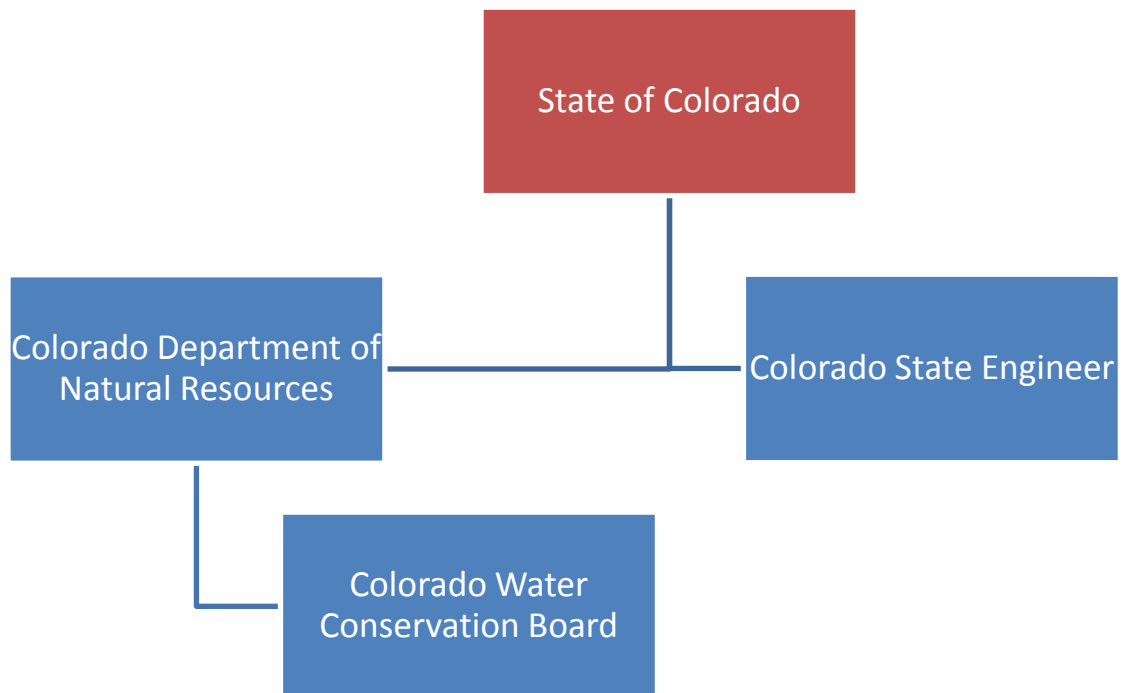 State of Colorado
Colorado Department of
Natural Resources
Colorado State Engineer
Colorado Water
Conservation Board